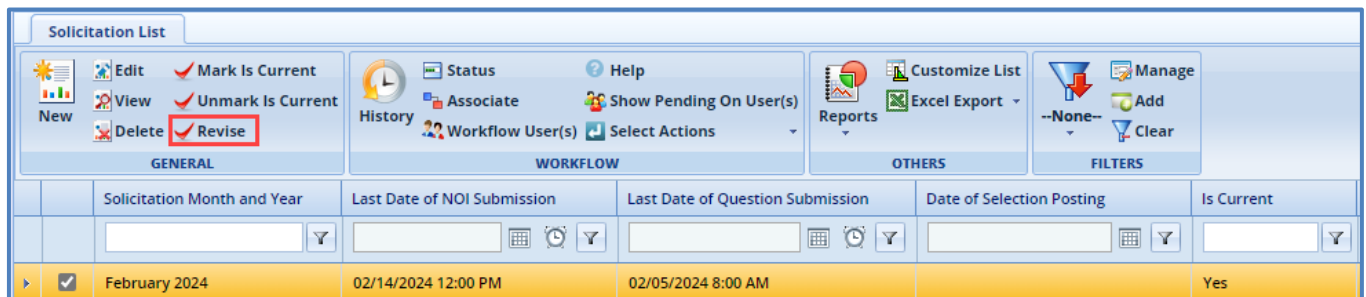 Solicitation List
New
Edit
View
Delete
Mark Is Current
Unmark Is Current
Revise
GENERAL
History
Status
Associate
Workflow User(s)
Help
Show Pending On User(s)
Select Actions
WORKFLOW
Reports
Customize List
Excel Export
OTHERS
--None--
Manage
Add
Clear
FILTERS
Solicitation Month and Year Last Date of NOI Submission Last Date of Question Submission Date of Selection Posting Is Current
February 2024 02/14/2024 12:00 PM 02/05/2024 8:00 AM Yes